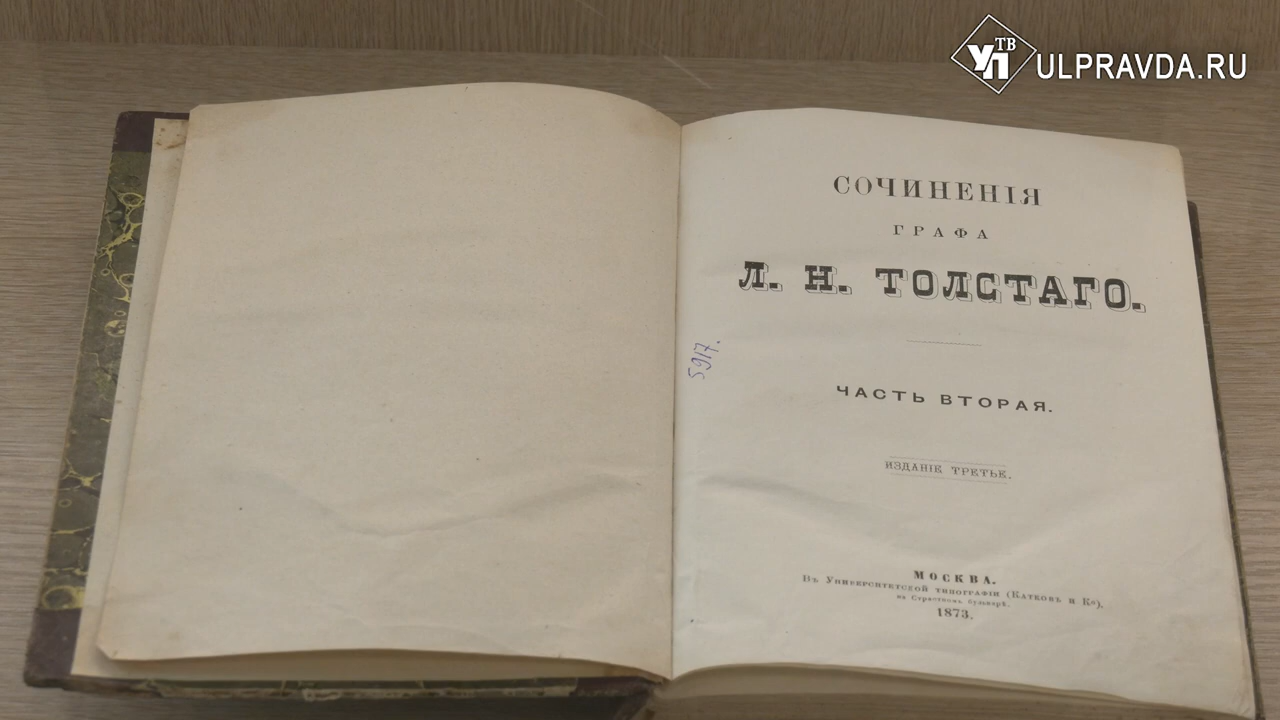 УП ТВ
ULPRAVDA.RU
СОЧИНЕНІЯ
ГРАФА
Л. Н. ТОЛСТАГО.
5917.
ЧАСТЬ ВТОРАЯ.
ИЗДАНІЕ ТРЕТЬЕ.
МОСКВА.
Въ Университетской типографіи (Катковъ и К°),
на Страстномъ бульварѣ.
1873.